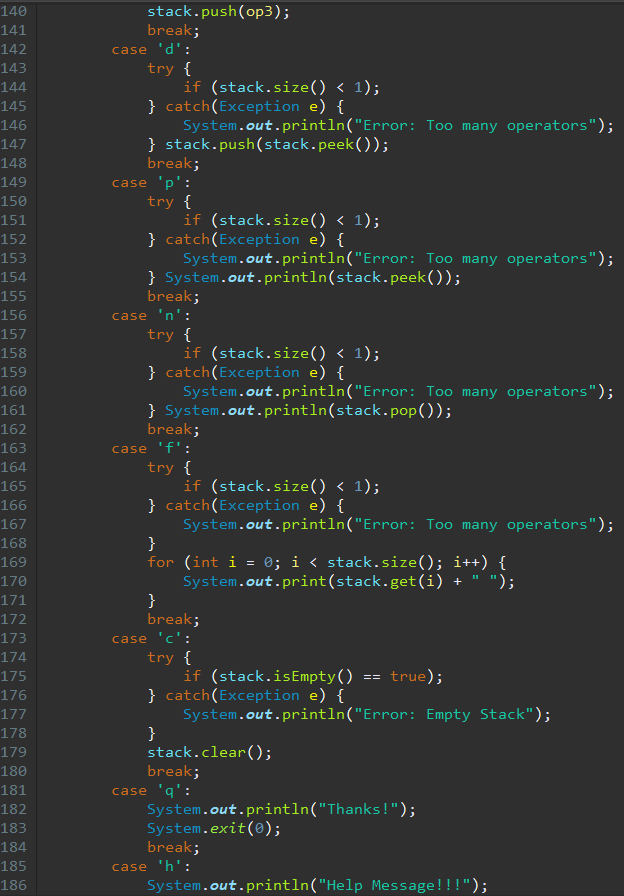 140 stack.push(op3);
141 break;
142 case 'd':
143 try {
144 if (stack.size() < 1);
145 } catch(Exception e) {
146 System.out.println("Error: Too many operators");
147 } stack.push(stack.peek());
148 break;
149 case 'p':
150 try {
151 if (stack.size() < 1);
152 } catch(Exception e) {
153 System.out.println("Error: Too many operators");
154 } System.out.println(stack.peek());
155 break;
156 case 'n':
157 try {
158 if (stack.size() < 1);
159 } catch(Exception e) {
160 System.out.println("Error: Too many operators");
161 } System.out.println(stack.pop());
162 break;
163 case 'f':
164 try {
165 if (stack.size() < 1);
166 } catch(Exception e) {
167 System.out.println("Error: Too many operators");
168 }
169 for (int i = 0; i < stack.size(); i++) {
170 System.out.print(stack.get(i) + " ");
171 }
172 break;
173 case 'c':
174 try {
175 if (stack.isEmpty() == true);
176 } catch(Exception e) {
177 System.out.println("Error: Empty Stack");
178 }
179 stack.clear();
180 break;
181 case 'q':
182 System.out.println("Thanks!");
183 System.exit(0);
184 break;
185 case 'h':
186 System.out.println("Help Message!!!");